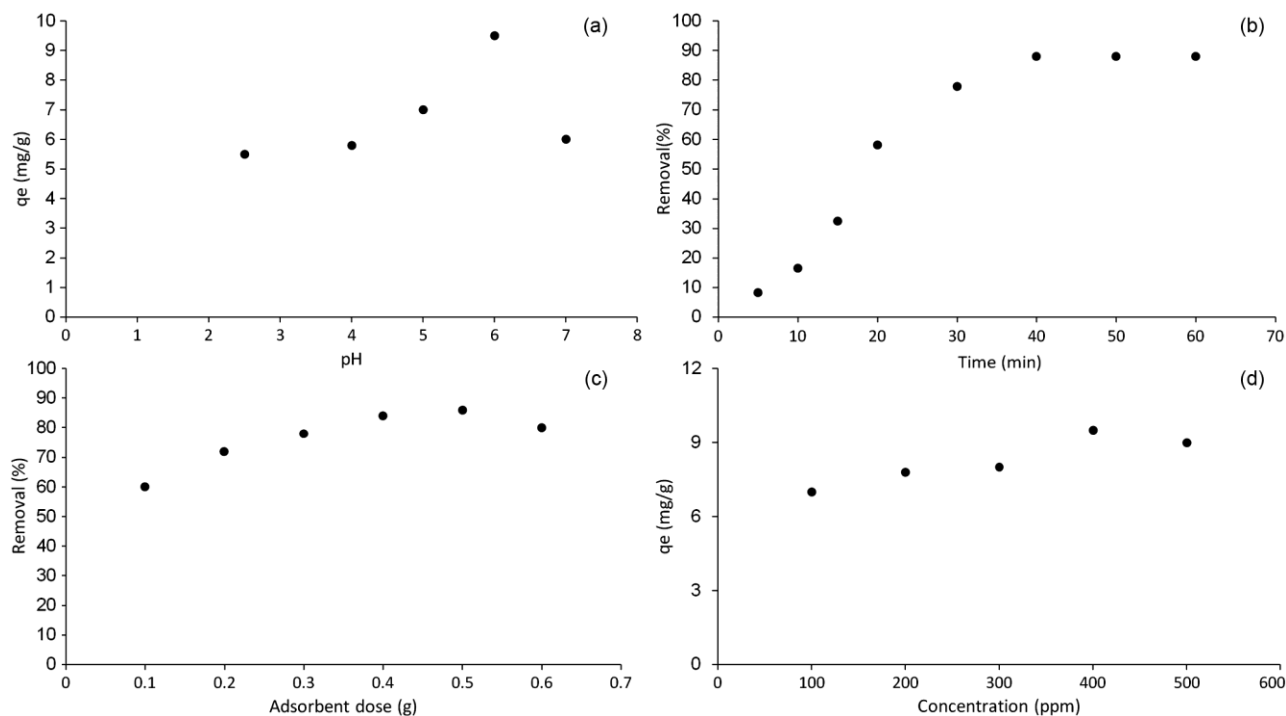 (a)
qe (mg/g)
10
9
8
7
6
5
4
3
2
1
0
0 1 2 3 4 5 6 7 8
pH
(b)
Removal(%)
100
90
80
70
60
50
40
30
20
10
0
0 10 20 30 40 50 60 70
Time (min)
(c)
Removal (%)
100
90
80
70
60
50
40
30
20
10
0
0 0.1 0.2 0.3 0.4 0.5 0.6 0.7
Adsorbent dose (g)
(d)
qe (mg/g)
12
9
6
3
0
0 100 200 300 400 500 600
Concentration (ppm)